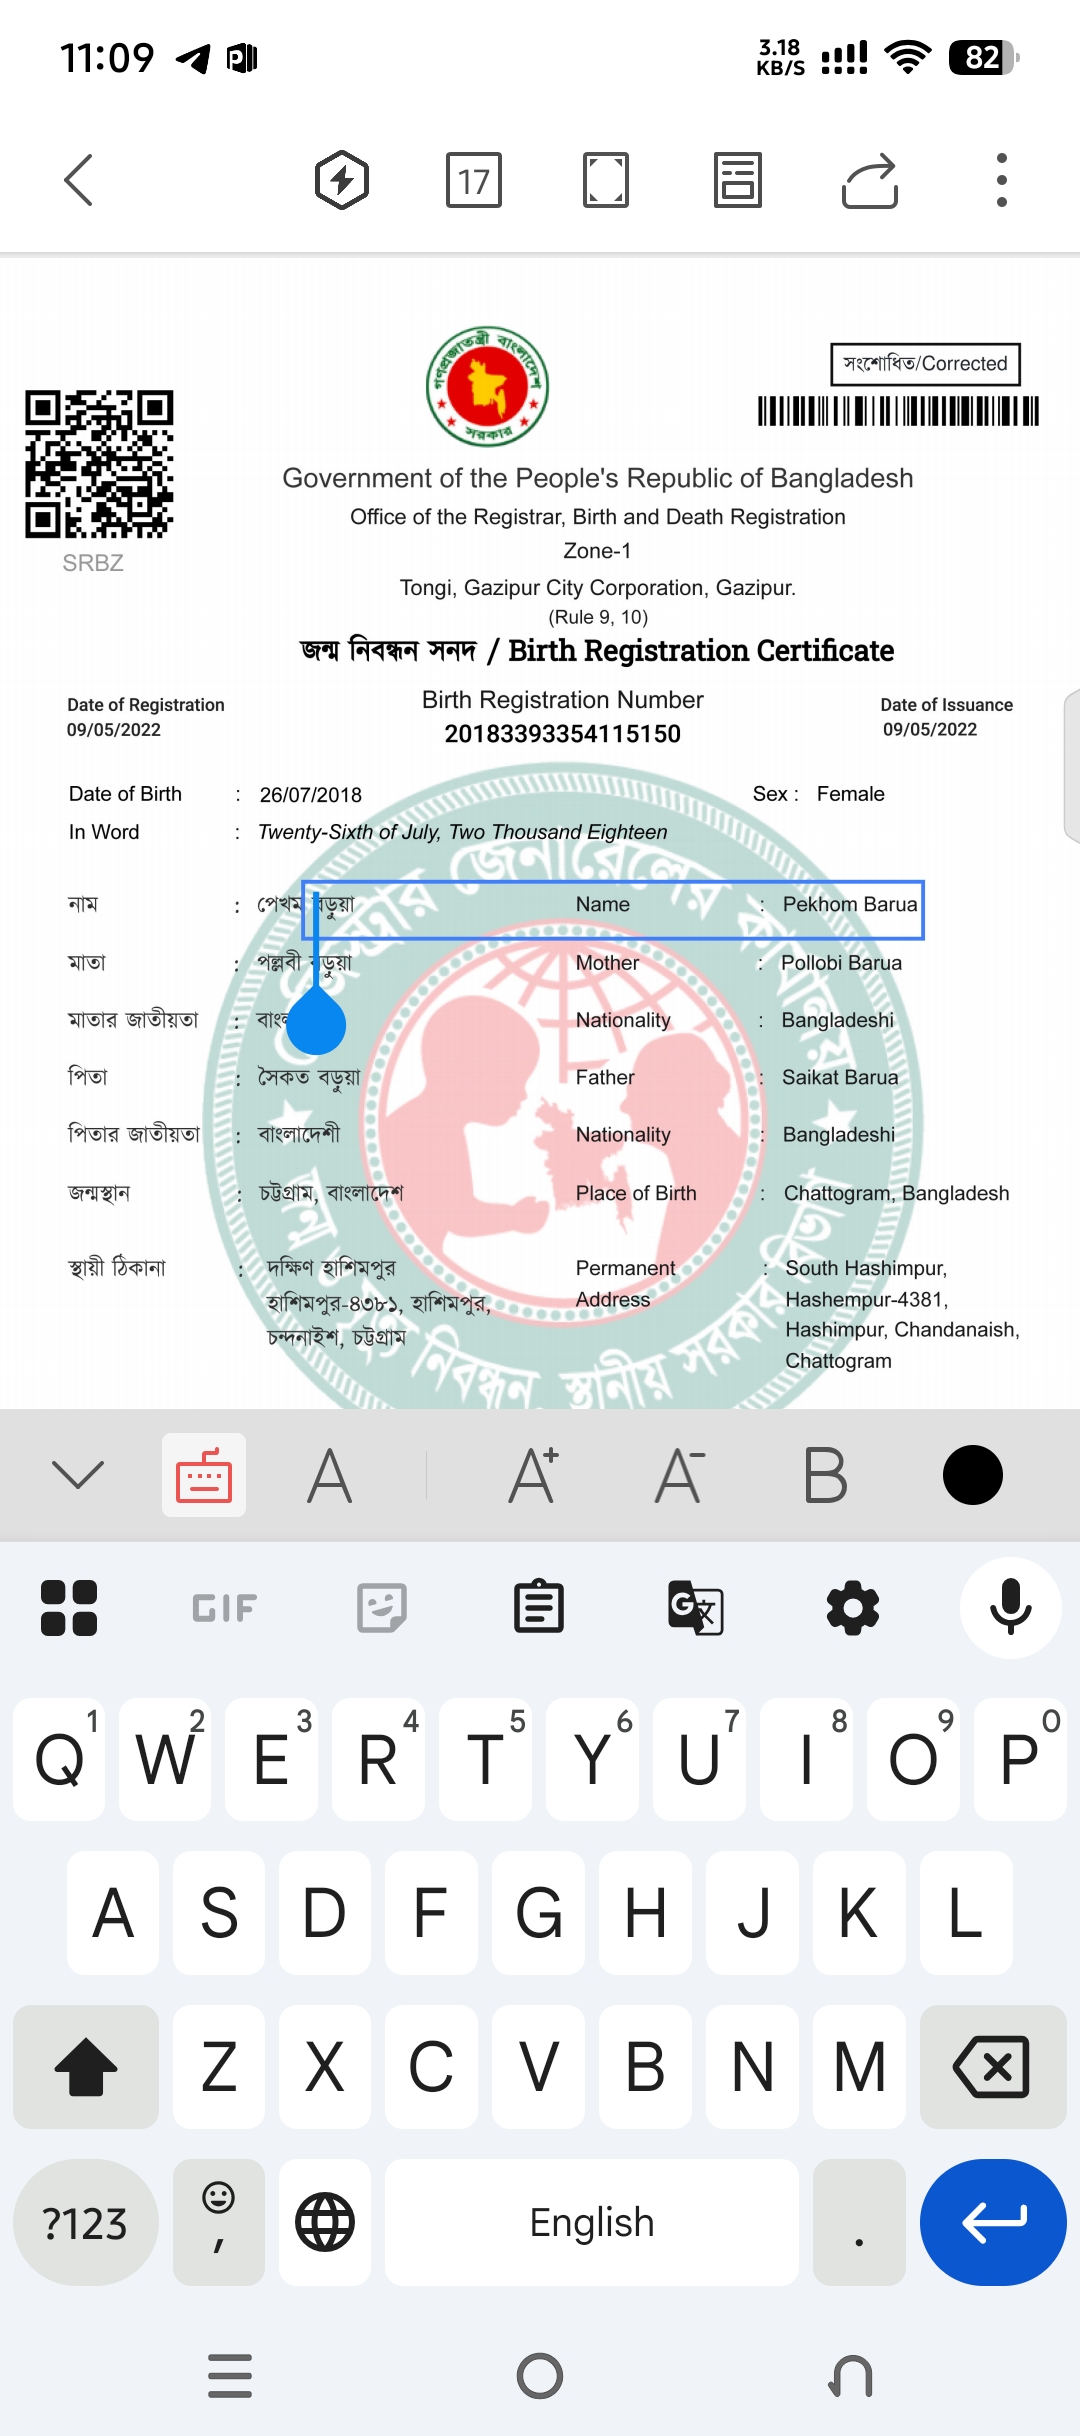 11:09
3.18 KB/S
82
17
গণপ্রজাতন্ত্রী বাংলাদেশ সরকার
সংশোধিত/Corrected
SRBZ
Government of the People's Republic of Bangladesh
Office of the Registrar, Birth and Death Registration
Zone-1
Tongi, Gazipur City Corporation, Gazipur.
(Rule 9, 10)
জন্ম নিবন্ধন সনদ / Birth Registration Certificate
Date of Registration Birth Registration Number Date of Issuance
09/05/2022 20183393354115150 09/05/2022
Date of Birth : 26/07/2018 Sex : Female
In Word : Twenty-Sixth of July, Two Thousand Eighteen
নাম : পেখম বড়ুয়া Name : Pekhom Barua
মাতা : পল্লবী বড়ুয়া Mother : Pollobi Barua
মাতার জাতীয়তা : Nationality : Bangladeshi
পিতা : সৈকত বড়ুয়া Father : Saikat Barua
পিতার জাতীয়তা : বাংলাদেশী Nationality : Bangladeshi
জন্মস্থান : চট্টগ্রাম, বাংলাদেশ Place of Birth : Chattogram, Bangladesh
স্থায়ী ঠিকানা : দক্ষিণ হাশিমপুর Permanent : South Hashimpur,
হাশিমপুর-৪৩৮১, হাশিমপুর, Address Hashempur-4381,
চন্দনাইশ, চট্টগ্রাম Hashimpur, Chandanaish,
Chattogram
A A+ A- B
GIF G
Q 1 W 2 E 3 R 4 T 5 Y 6 U 7 I 8 O 9 P 0
A S D F G H J K L
Z X C V B N M
?123 , English .